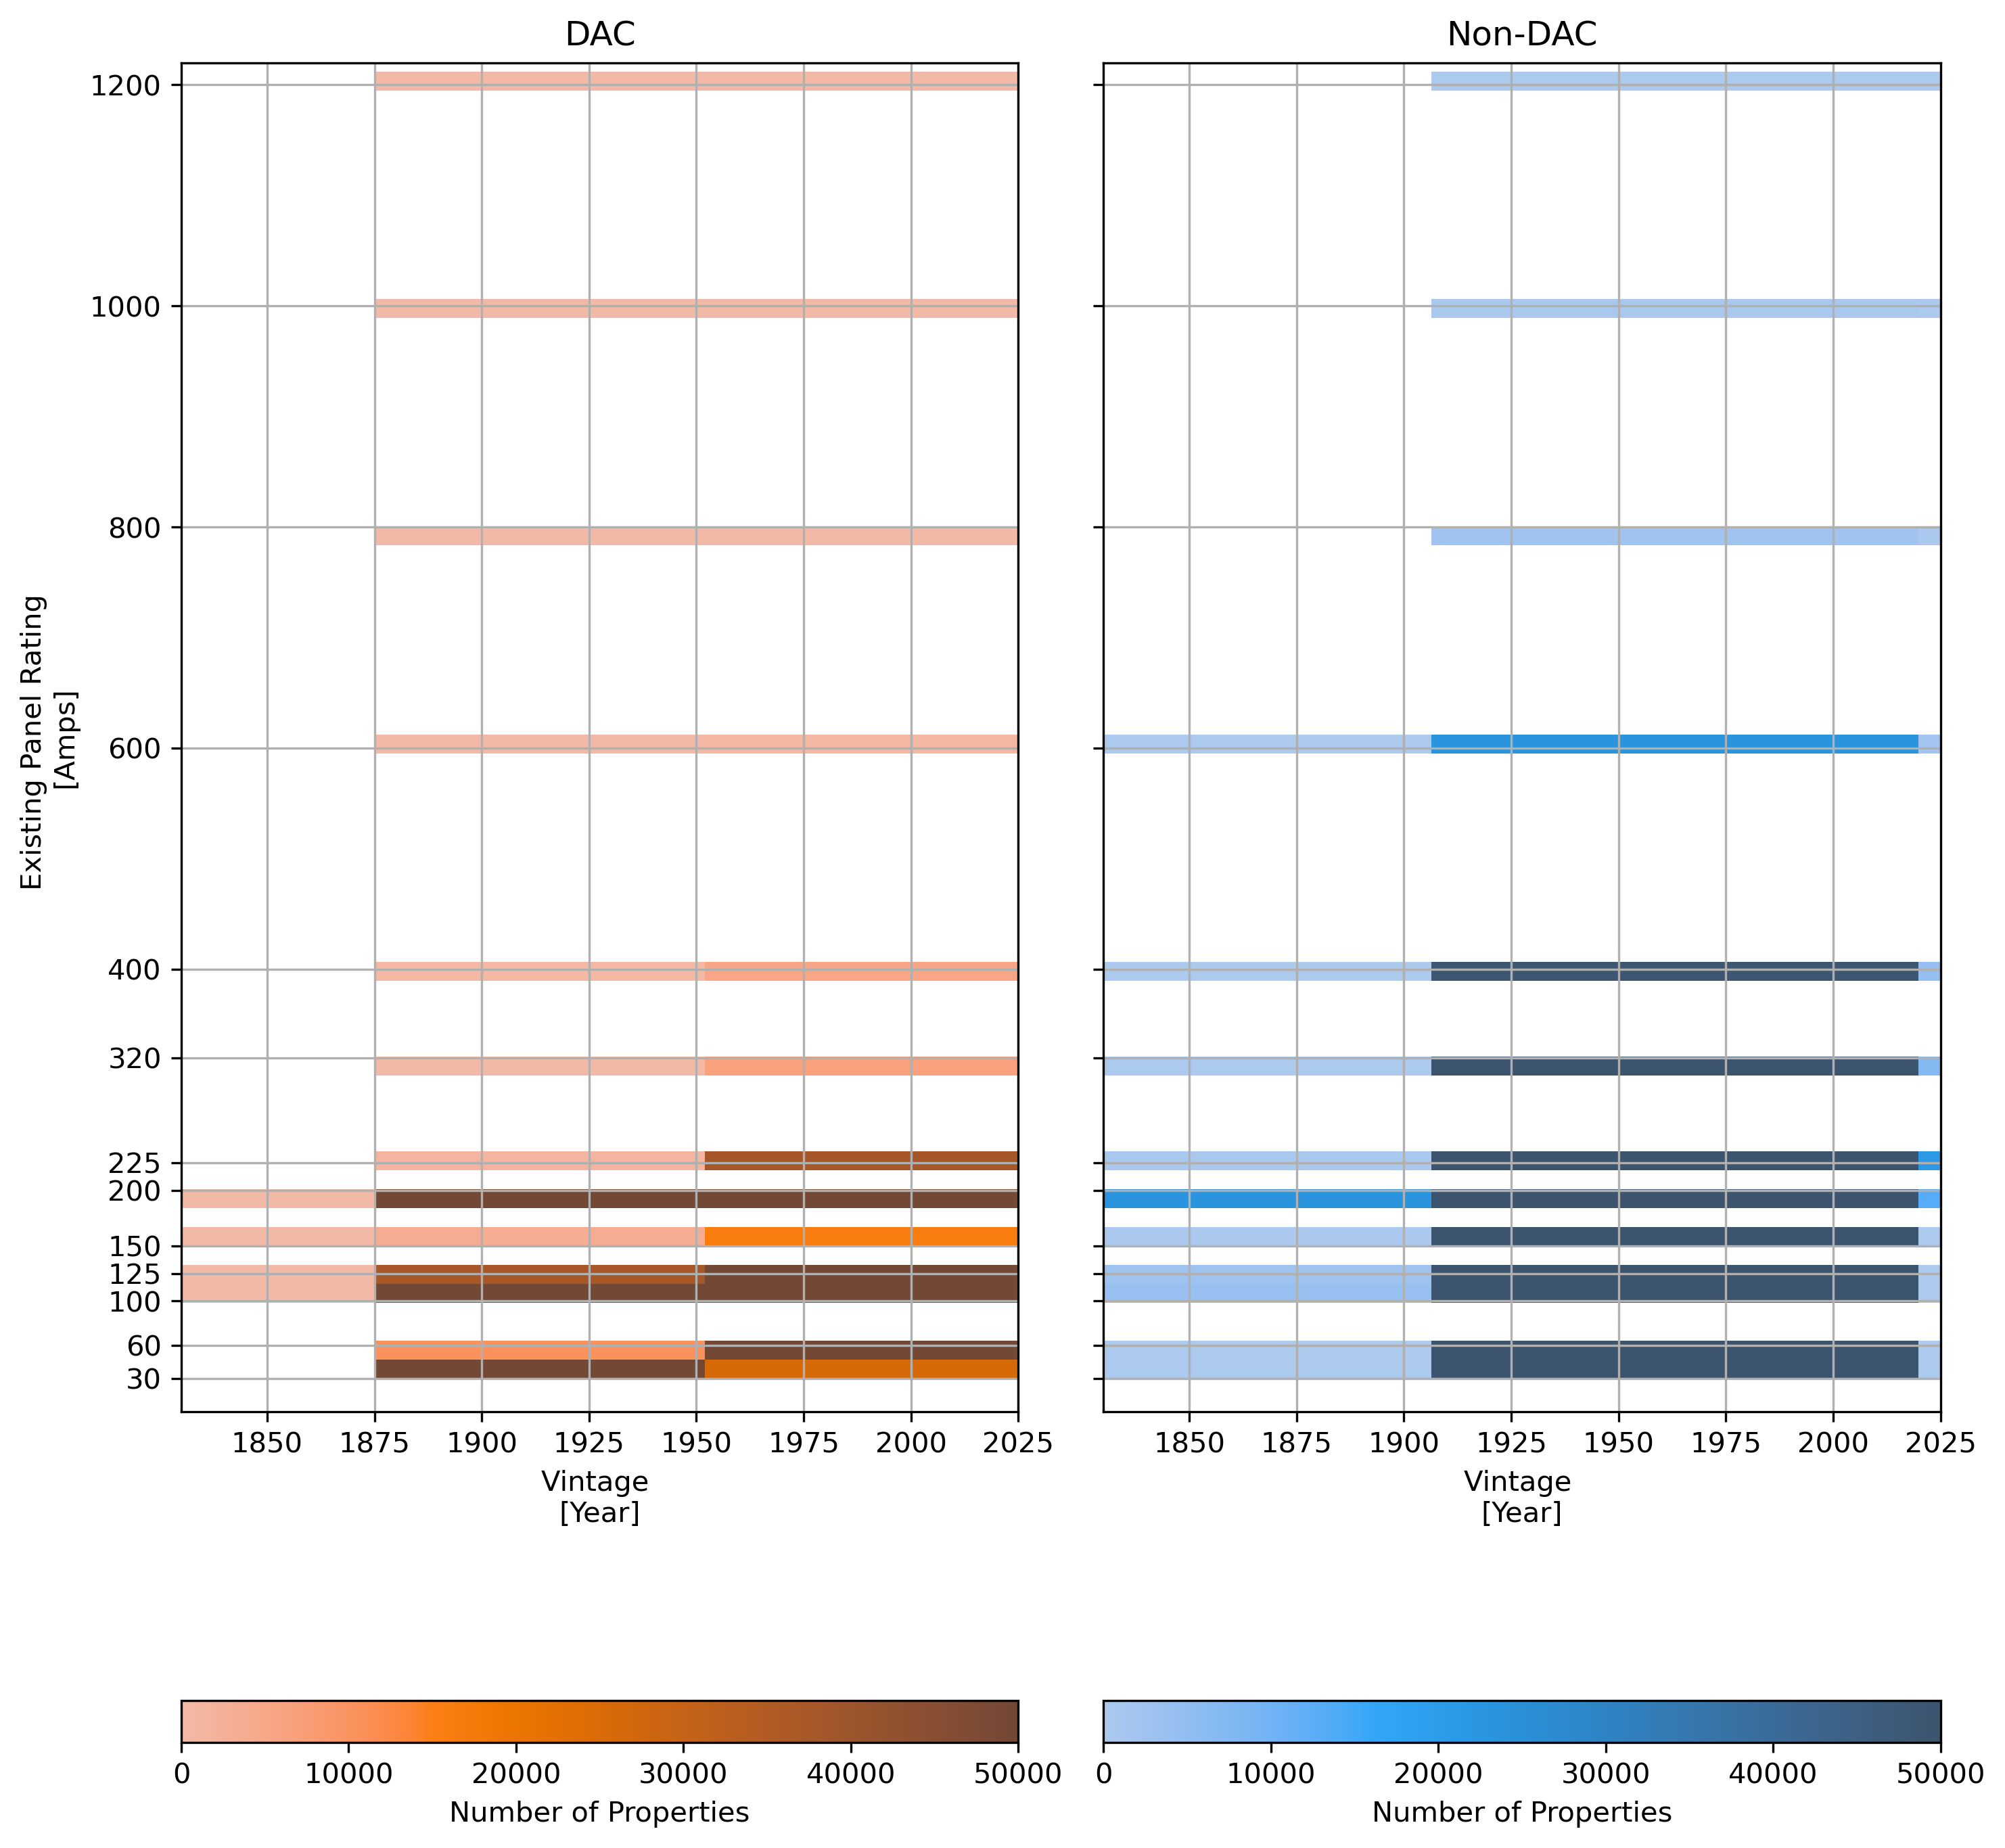 DAC
Non-DAC
1200
1000
800
600
400
320
225
200
150
125
100
60
30
Existing Panel Rating
[Amps]
1850 1875 1900 1925 1950 1975 2000 2025
1850 1875 1900 1925 1950 1975 2000 2025
Vintage
[Year]
Vintage
[Year]
0 10000 20000 30000 40000 50000
0 10000 20000 30000 40000 50000
Number of Properties
Number of Properties